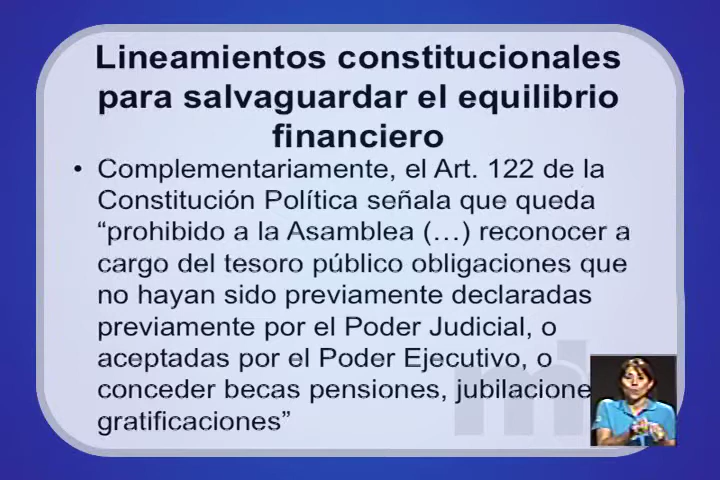 Lineamientos constitucionales
para salvaguardar el equilibrio
financiero
• Complementariamente, el Art. 122 de la
Constitución Política señala que queda
“prohibido a la Asamblea (…) reconocer a
cargo del tesoro público obligaciones que
no hayan sido previamente declaradas
previamente por el Poder Judicial, o
aceptadas por el Poder Ejecutivo, o
conceder becas pensiones, jubilacione
gratificaciones”